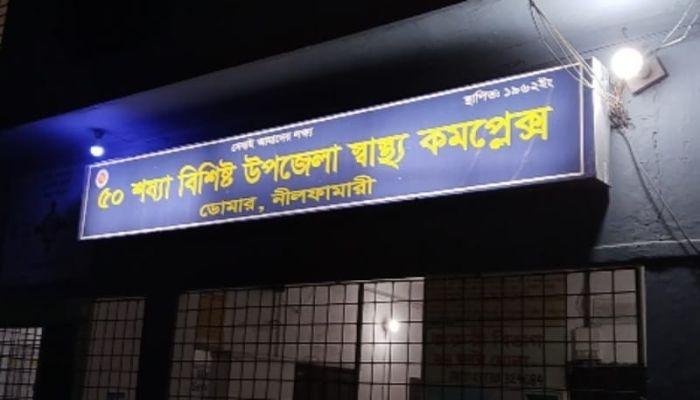 সেবাই আমাদের লক্ষ্য
স্থাপিতঃ ১৯৬২ইং
৫০ শয্যা বিশিষ্ট উপজেলা স্বাস্থ্য কমপ্লেক্স
ডোমার, নীলফামারী